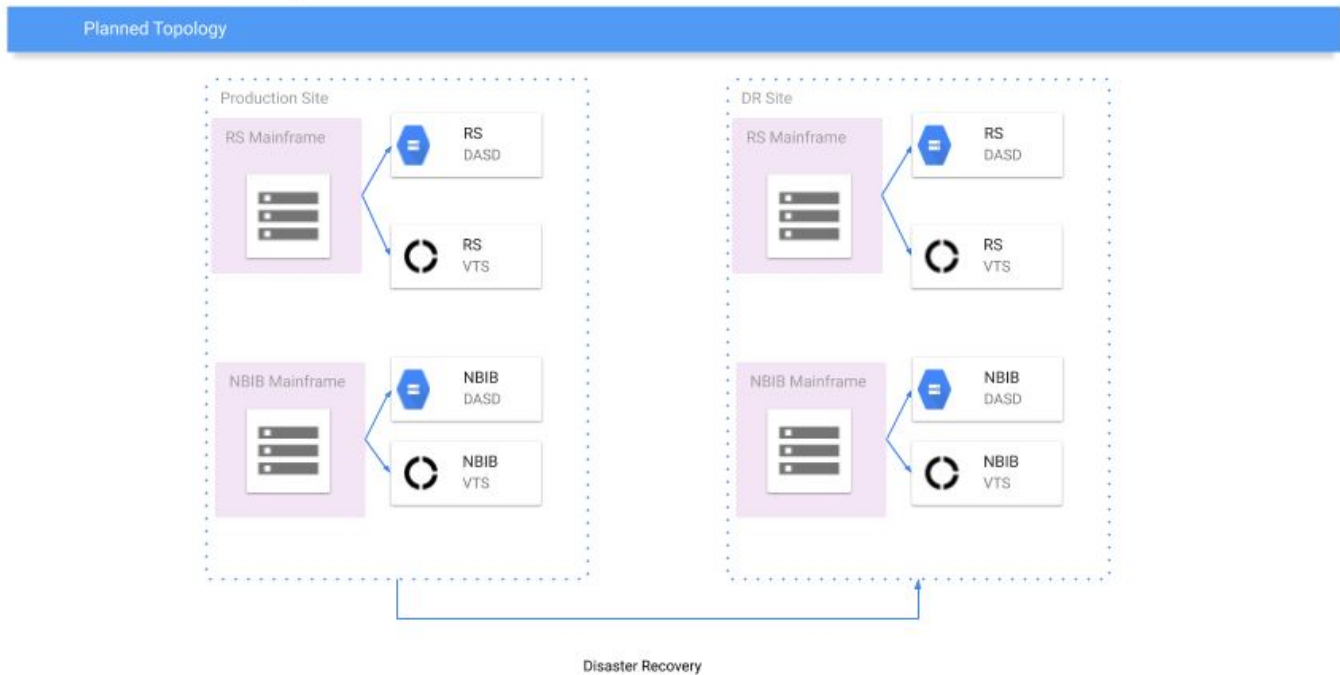 Planned Topology
Production Site
RS Mainframe
RS
DASD
RS
VTS
NBIB Mainframe
NBIB
DASD
NBIB
VTS
DR Site
RS Mainframe
RS
DASD
RS
VTS
NBIB Mainframe
NBIB
DASD
NBIB
VTS
Disaster Recovery